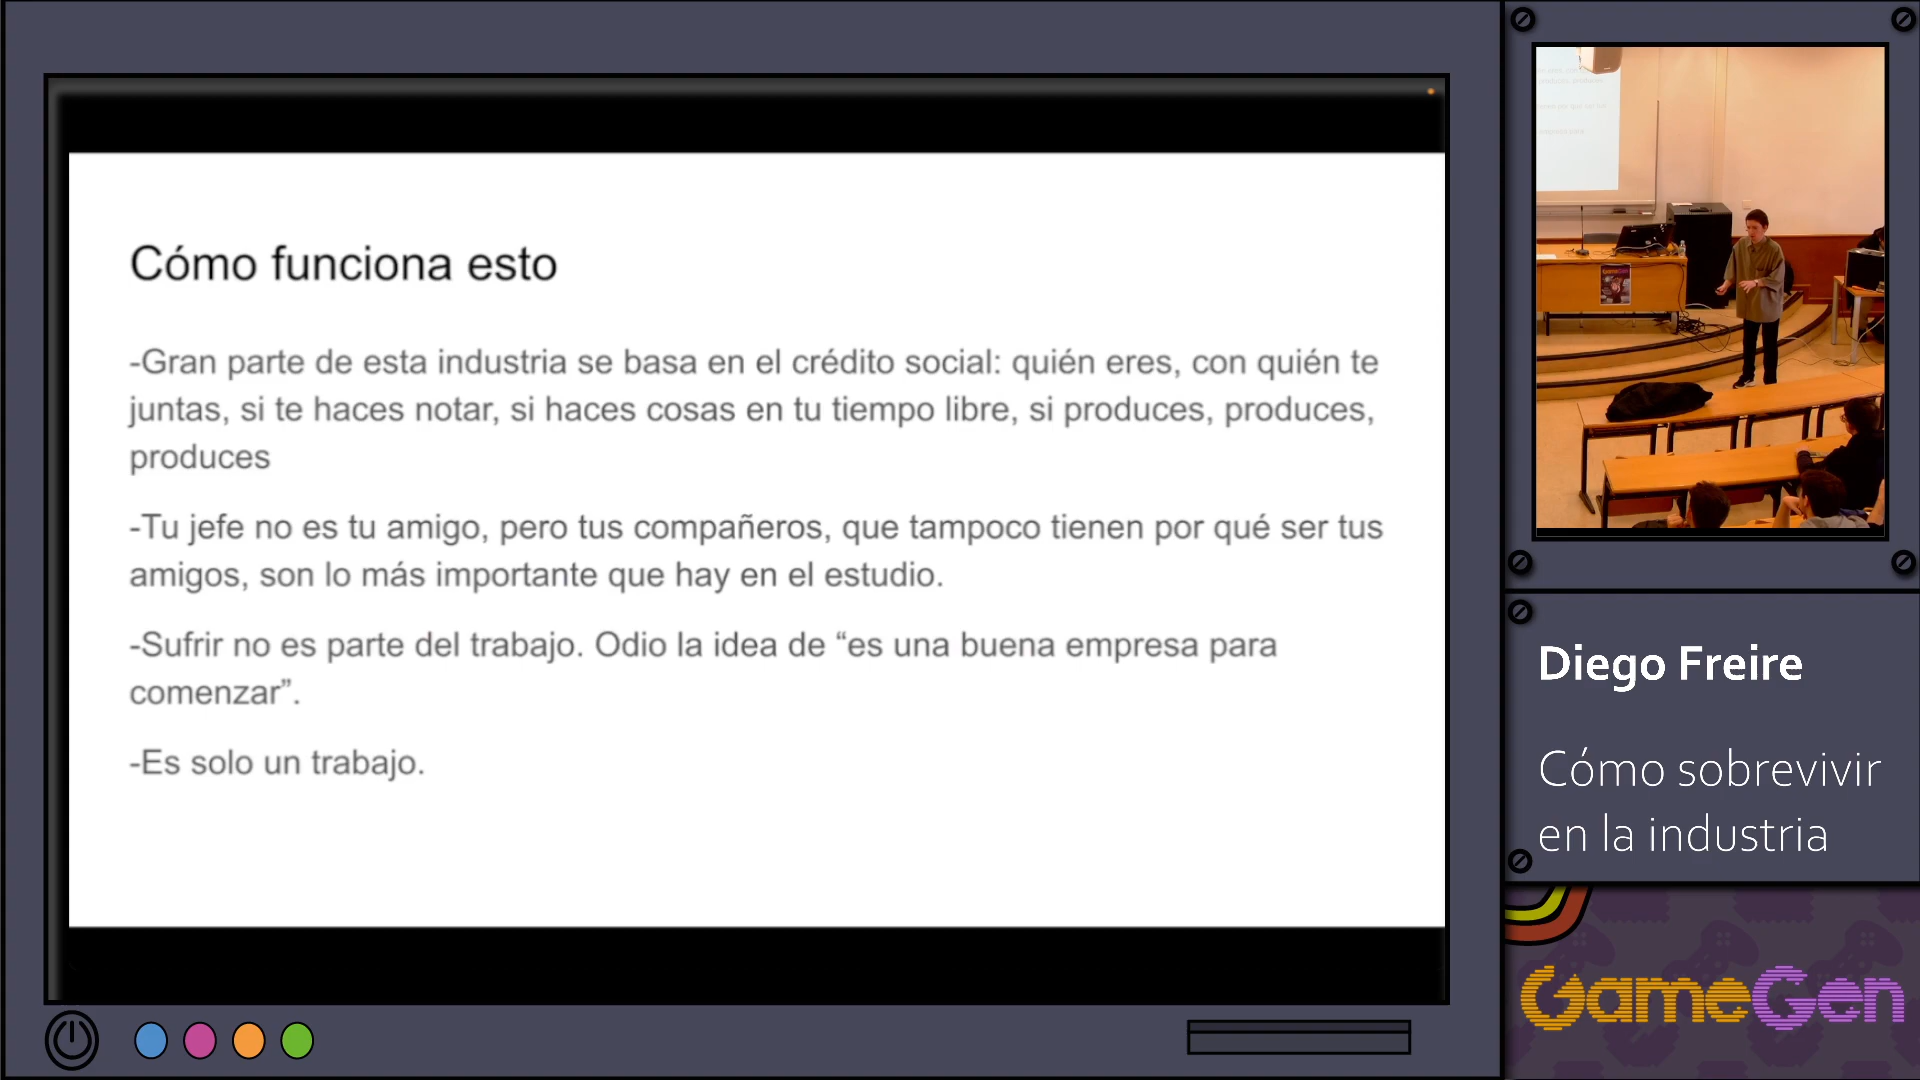 Cómo funciona esto
-Gran parte de esta industria se basa en el crédito social: quién eres, con quién te
juntas, si te haces notar, si haces cosas en tu tiempo libre, si produces, produces,
produces
-Tu jefe no es tu amigo, pero tus compañeros, que tampoco tienen por qué ser tus
amigos, son lo más importante que hay en el estudio.
-Sufrir no es parte del trabajo. Odio la idea de “es una buena empresa para
comenzar”.
-Es solo un trabajo.
Diego Freire
Cómo sobrevivir
en la industria
GameGen